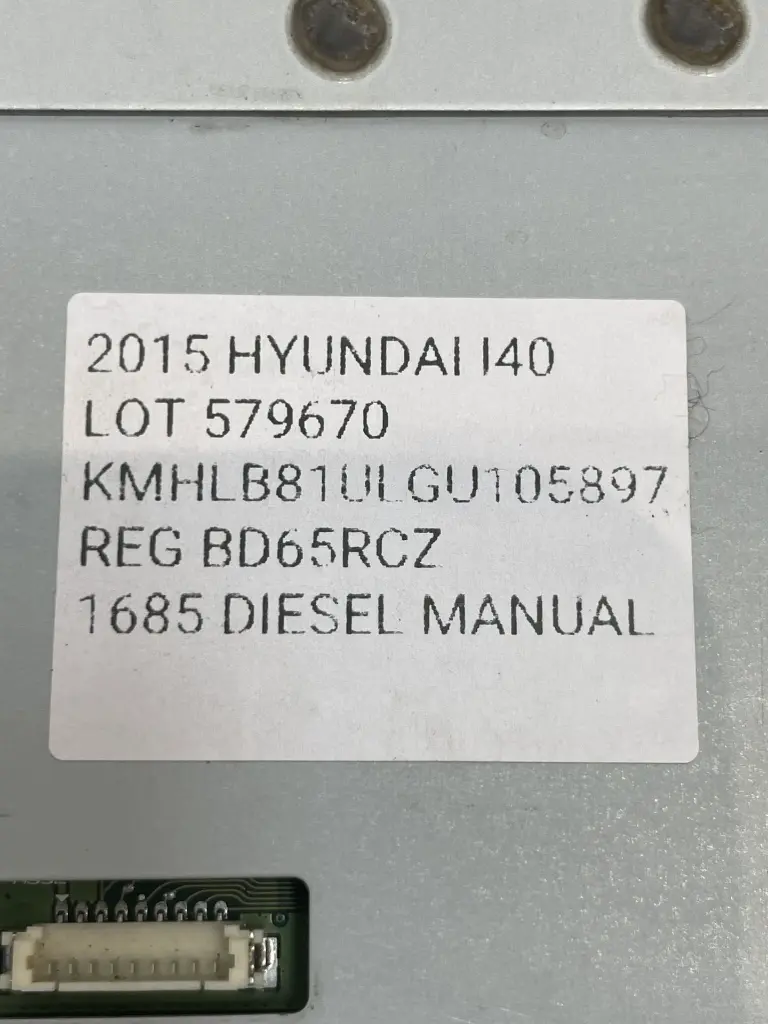 2015 HYUNDAI I40
LOT 579670
KMHLB81ULGU105897
REG BD65RCZ
1685 DIESEL MANUAL